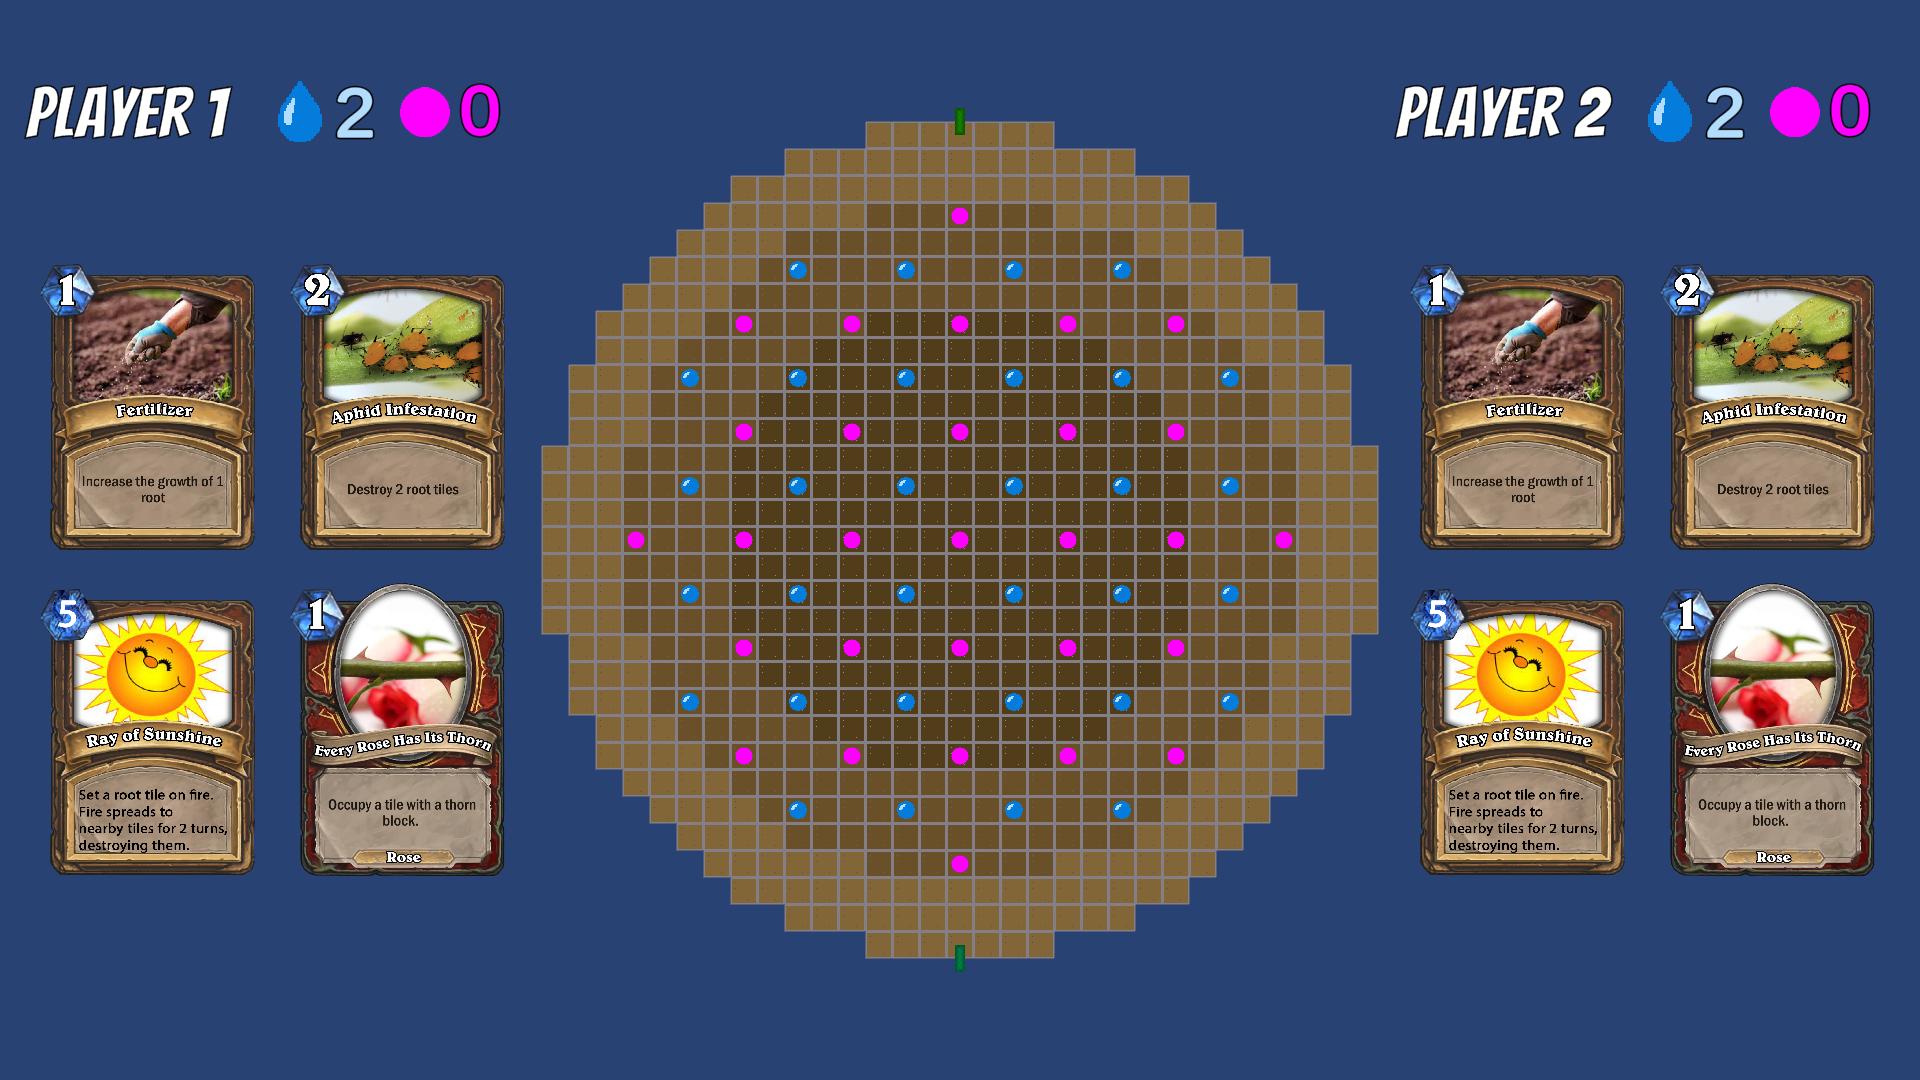 PLAYER 1 2 0
PLAYER 2 2 0
1
Fertilizer
Increase the growth of 1
root
2
Aphid Infestation
Destroy 2 root tiles
5
Ray of Sunshine
Set a root tile on fire.
Fire spreads to
nearby tiles for 2 turns,
destroying them.
1
Every Rose Has Its Thorn
Occupy a tile with a thorn
block.
Rose
1
Fertilizer
Increase the growth of 1
root
2
Aphid Infestation
Destroy 2 root tiles
5
Ray of Sunshine
Set a root tile on fire.
Fire spreads to
nearby tiles for 2 turns,
destroying them.
1
Every Rose Has Its Thorn
Occupy a tile with a thorn
block.
Rose